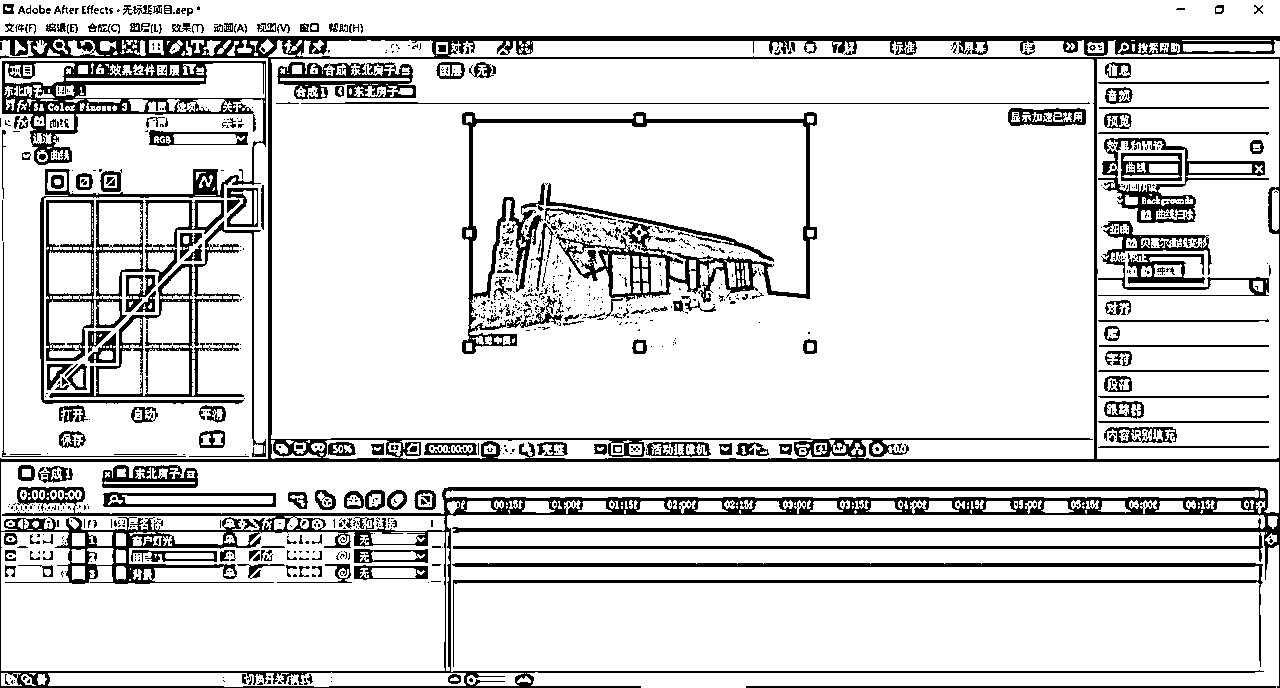 Adobe After Effects - 无标题项目.aep *
文件(F) 编辑(E) 合成(C) 图层(L) 效果(T) 动画(A) 视图(V) 窗口 帮助(H)
对齐 默认 了解 标准 小屏幕 库 搜索帮助
项目 效果控件 图层 1
东北房子 · 图层 1
SA Color Finesse 3 重置 选项... 关于...
曲线 重置
通道: RGB
曲线
打开... 自动 平滑
保存... 重置
合成 东北房子 图层 (无)
合成 1 东北房子
显示加速已禁用
50% 0:00:00:00 完整 活动摄像机 1个...
信息
音频
预览
效果和预设
曲线
动画预设
Backgrounds
曲线扫除
扭曲
贝塞尔曲线变形
颜色校正
曲线
对齐
库
字符
段落
跟踪器
内容识别填充
合成 1 东北房子
0:00:00:00
00:15f 01:00f 01:15f 02:00f 02:15f 03:00f 03:15f 04:00f 04:15f 05:00f 05:15f 06:00f 06:15f
图层名称 父级和链接
1 窗户灯光 无
2 图层 1 无
3 背景 无
切换开关/模式